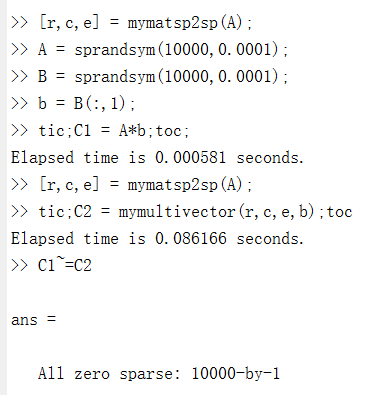 >> [r,c,e] = mymatsp2sp(A);
>> A = sprandsym(10000,0.0001);
>> B = sprandsym(10000,0.0001);
>> b = B(:,1);
>> tic;C1 = A*b;toc;
Elapsed time is 0.000581 seconds.
>> [r,c,e] = mymatsp2sp(A);
>> tic;C2 = mymultivector(r,c,e,b);toc
Elapsed time is 0.086166 seconds.
>> C1~=C2
ans =
All zero sparse: 10000-by-1